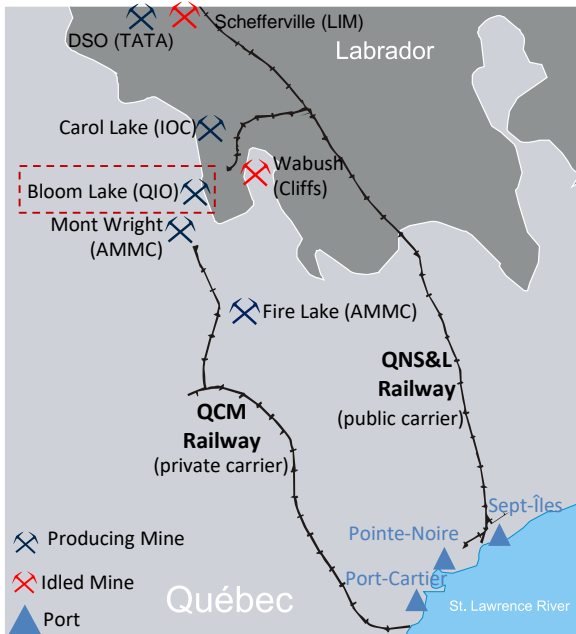 Schefferville (LIM)
DSO (TATA)
Labrador
Carol Lake (IOC)
Wabush
(Cliffs)
Bloom Lake (QIO)
Mont Wright
(AMMC)
Fire Lake (AMMC)
QNS&L
Railway
(public carrier)
QCM
Railway
(private carrier)
Sept-Îles
Pointe-Noire
Port-Cartier
Producing Mine
Idled Mine
Port
Québec
St. Lawrence River